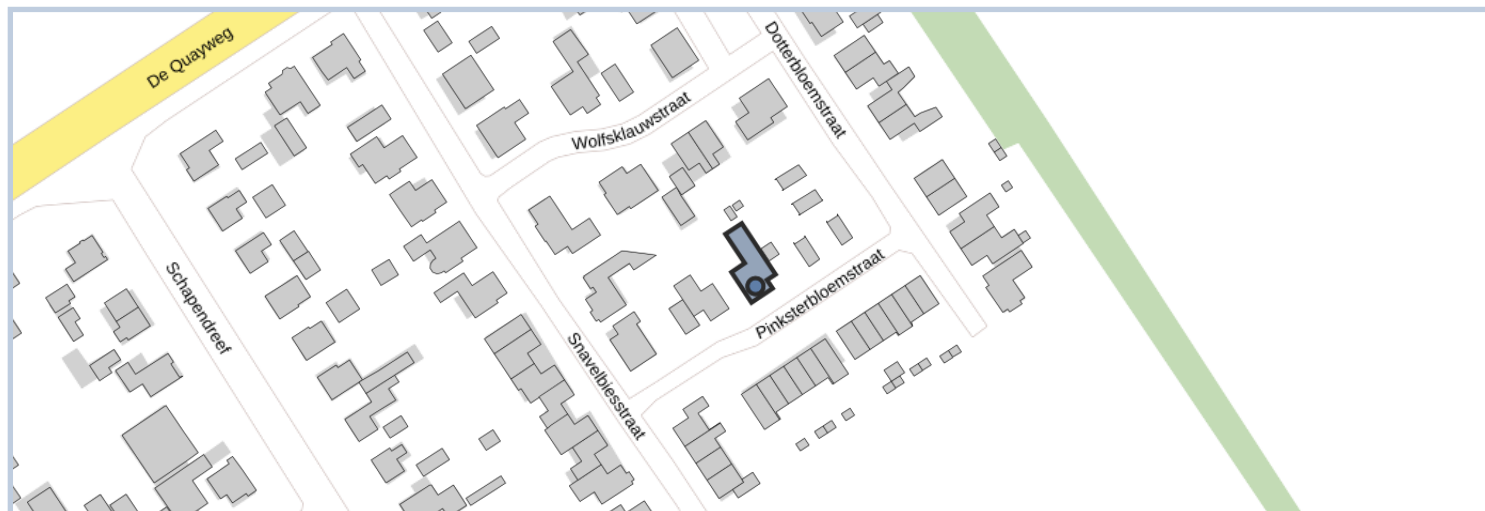 De Quayweg
Dotterbloemstraat
Wolfsklauwstraat
Schapendreef
Pinksterbloemstraat
Snavelbiesstraat